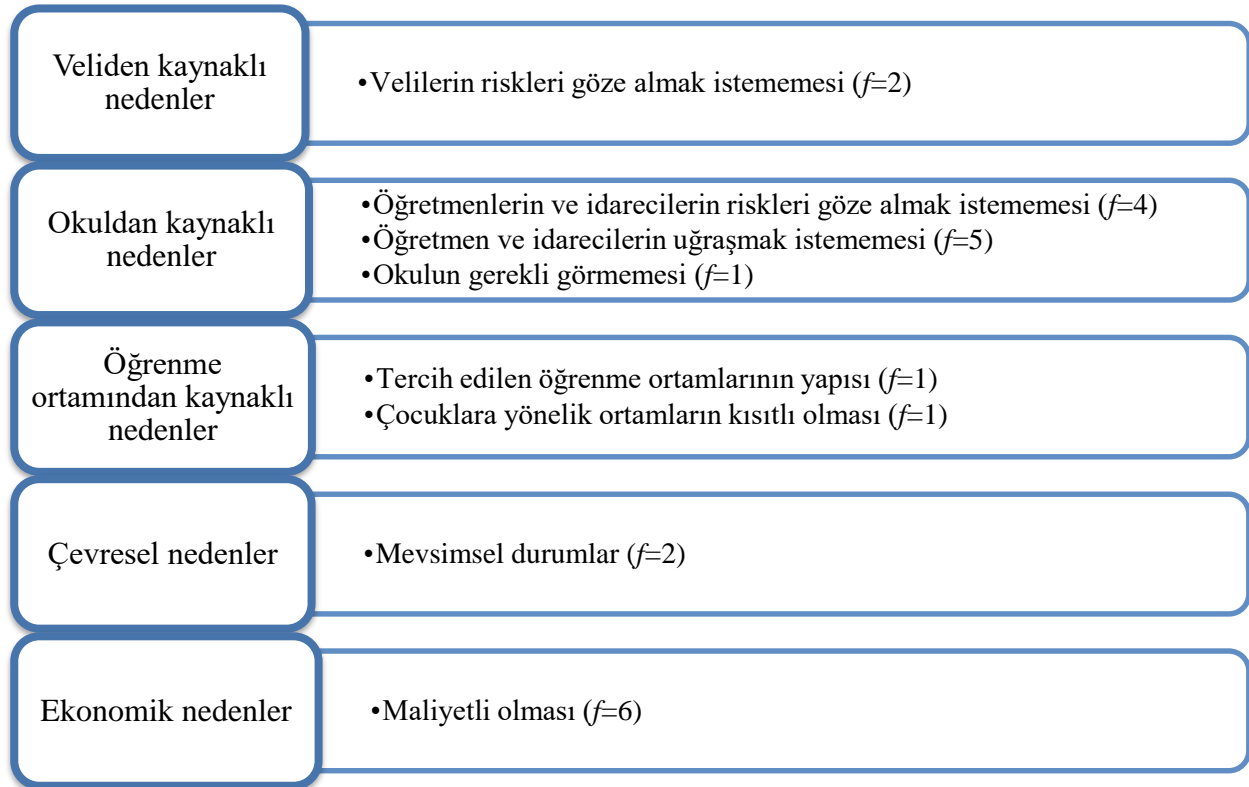 Veliden kaynaklı
nedenler
•Velilerin riskleri göze almak istememesi (f=2)
Okuldan kaynaklı
nedenler
•Öğretmenlerin ve idarecilerin riskleri göze almak istememesi (f=4)
•Öğretmen ve idarecilerin uğraşmak istememesi (f=5)
•Okulun gerekli görmemesi (f=1)
Öğrenme
ortamından kaynaklı
nedenler
•Tercih edilen öğrenme ortamlarının yapısı (f=1)
•Çocuklara yönelik ortamların kısıtlı olması (f=1)
Çevresel nedenler
•Mevsimsel durumlar (f=2)
Ekonomik nedenler
•Maliyetli olması (f=6)